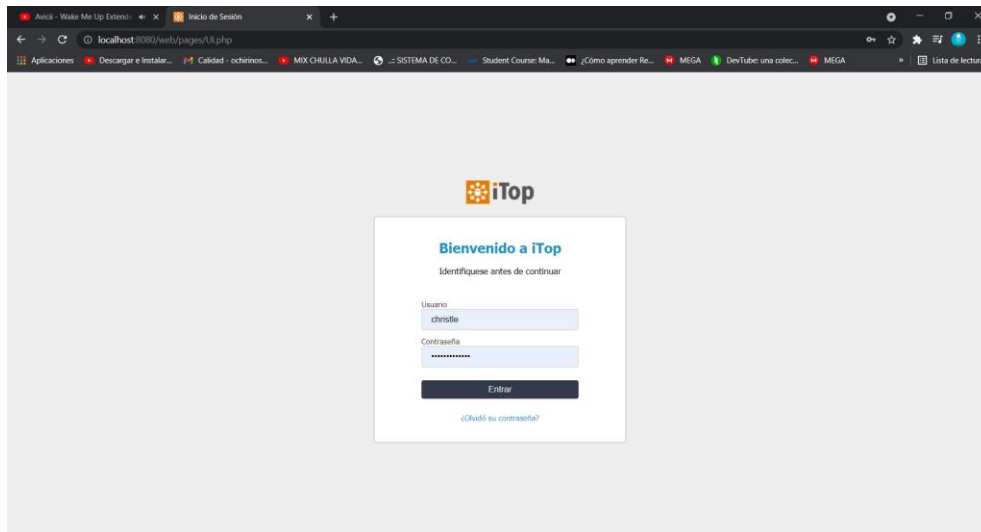 Avicii - Wake Me Up Extende
Inicio de Sesión
localhost:8080/web/pages/UI.php
Aplicaciones
Descargar e Instalar...
Calidad - ochirinos...
MIX CHULLA VIDA...
..:: SISTEMA DE CO...
Student Course: Ma...
¿Cómo aprender Re...
MEGA
DevTube: una colec...
MEGA
»
Lista de lectura
iTop
Bienvenido a iTop
Identifiquese antes de continuar
Usuario
christle
Contraseña
•••••••••••••
Entrar
¿Olvidó su contraseña?